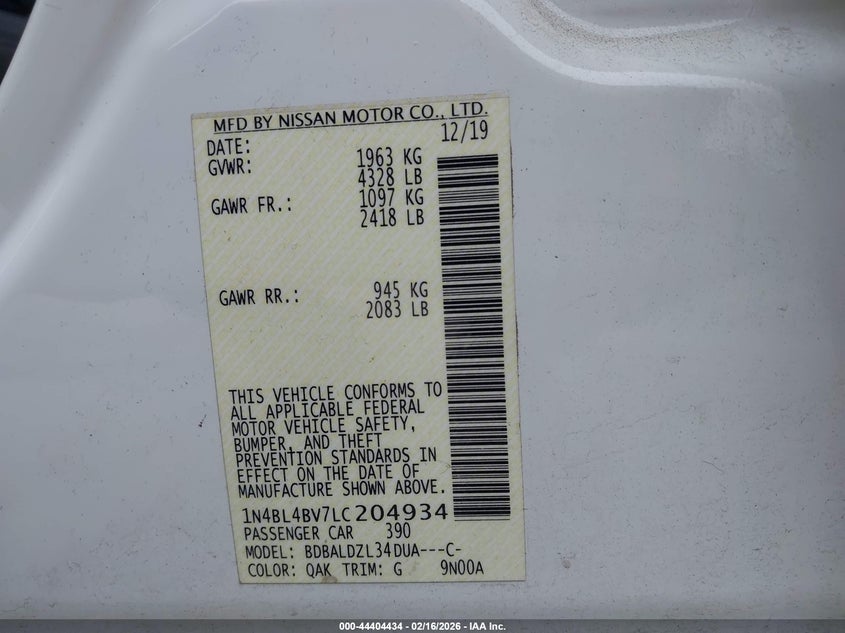 MFD BY NISSAN MOTOR CO., LTD.
DATE: 12/19
GVWR: 1963 KG
4328 LB
GAWR FR.: 1097 KG
2418 LB
GAWR RR.: 945 KG
2083 LB
THIS VEHICLE CONFORMS TO
ALL APPLICABLE FEDERAL
MOTOR VEHICLE SAFETY,
BUMPER, AND THEFT
PREVENTION STANDARDS IN
EFFECT ON THE DATE OF
MANUFACTURE SHOWN ABOVE.
1N4BL4BV7LC204934
PASSENGER CAR 390
MODEL: BDBALDZL34DUA---C-
COLOR: QAK TRIM: G 9N00A
000-44404434 - 02/16/2026 - IAA Inc.